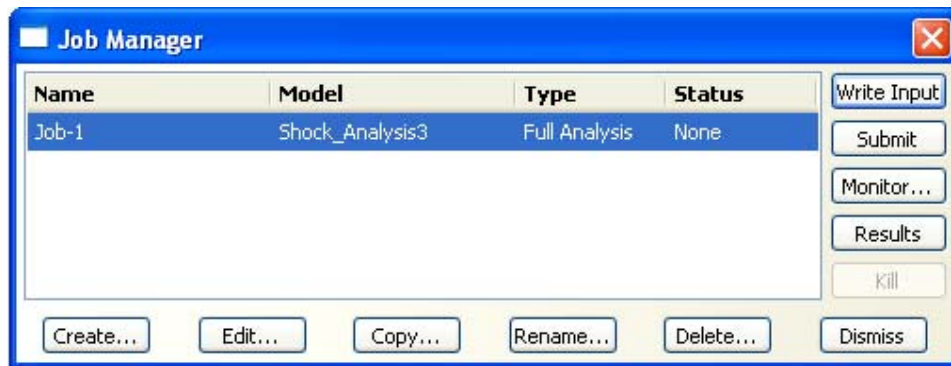 Job Manager
Name Model Type Status
Job-1 Shock_Analysis3 Full Analysis None
Write Input
Submit
Monitor...
Results
Kill
Create... Edit... Copy... Rename... Delete... Dismiss